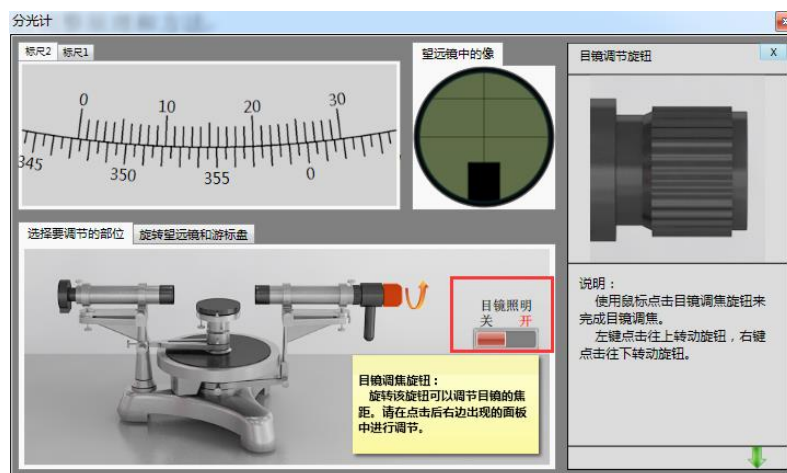 分光计
标尺2 标尺1
0 10 20 30
345 350 355 0
望远镜中的像
目镜调节旋钮 X
说明：
使用鼠标点击目镜调焦旋钮来
完成目镜调焦。
左键点击往上转动旋钮，右键
点击往下转动旋钮。
选择要调节的部位 旋转望远镜和游标盘
目镜照明
关 开
目镜调焦旋钮：
旋转该旋钮可以调节目镜的焦
距。请在点击后右边出现的面板
中进行调节。